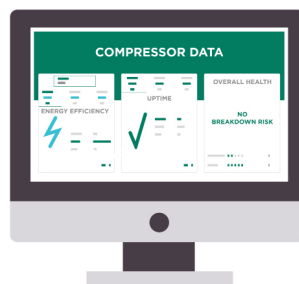 COMPRESSOR DATA
ENERGY EFFICIENCY
UPTIME
OVERALL HEALTH
NO
BREAKDOWN RISK